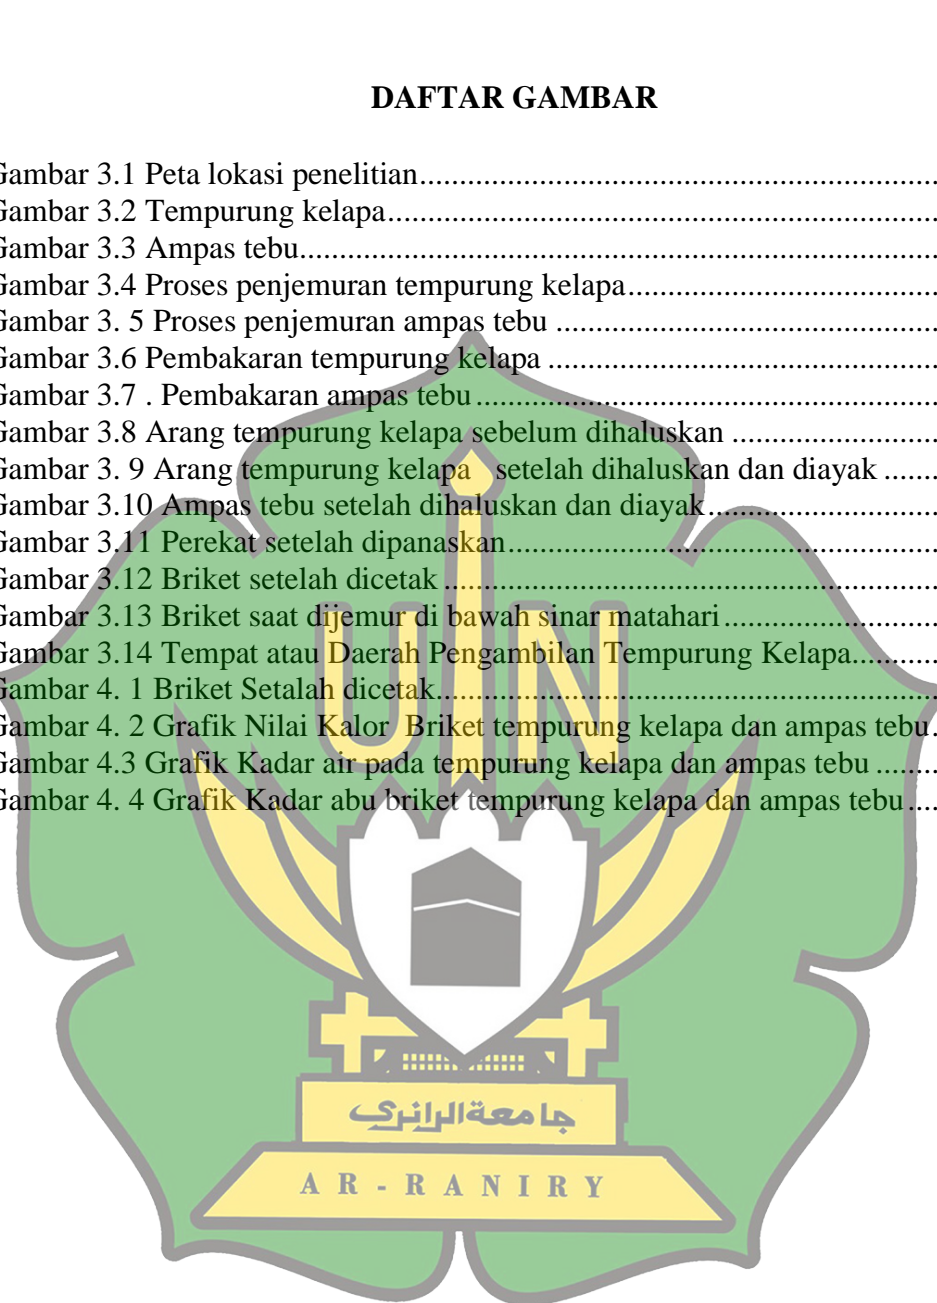 DAFTAR GAMBAR
Gambar 3.1 Peta lokasi penelitian.................................................................
Gambar 3.2 Tempurung kelapa.....................................................................
Gambar 3.3 Ampas tebu................................................................................
Gambar 3.4 Proses penjemuran tempurung kelapa.......................................
Gambar 3. 5 Proses penjemuran ampas tebu ................................................
Gambar 3.6 Pembakaran tempurung kelapa .................................................
Gambar 3.7 . Pembakaran ampas tebu ..........................................................
Gambar 3.8 Arang tempurung kelapa sebelum dihaluskan ..........................
Gambar 3. 9 Arang tempurung kelapa   setelah dihaluskan dan diayak .......
Gambar 3.10 Ampas tebu setelah dihaluskan dan diayak.............................
Gambar 3.11 Perekat setelah dipanaskan......................................................
Gambar 3.12 Briket setelah dicetak ..............................................................
Gambar 3.13 Briket saat dijemur di bawah sinar matahari ...........................
Gambar 3.14 Tempat atau Daerah Pengambilan Tempurung Kelapa...........
Gambar 4. 1 Briket Setalah dicetak...............................................................
Gambar 4. 2 Grafik Nilai Kalor  Briket tempurung kelapa dan ampas tebu.
Gambar 4.3 Grafik Kadar air pada tempurung kelapa dan ampas tebu ........
Gambar 4. 4 Grafik Kadar abu briket tempurung kelapa dan ampas tebu ....
UIN
جامعة الرانري
AR-RANIRY